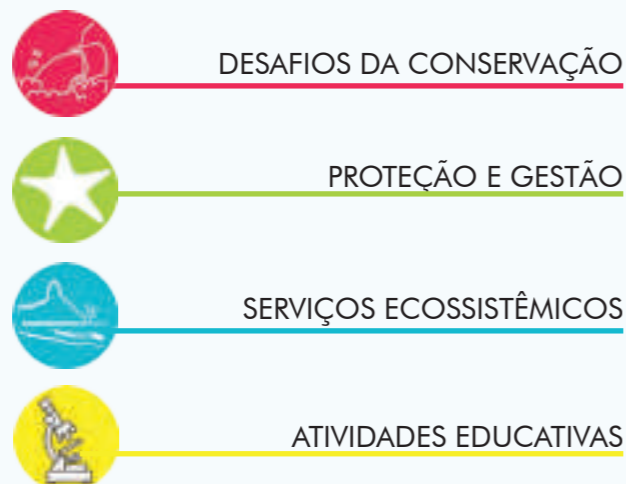 DESAFIOS DA CONSERVAÇÃO
PROTEÇÃO E GESTÃO
SERVIÇOS ECOSSISTÊMICOS
ATIVIDADES EDUCATIVAS